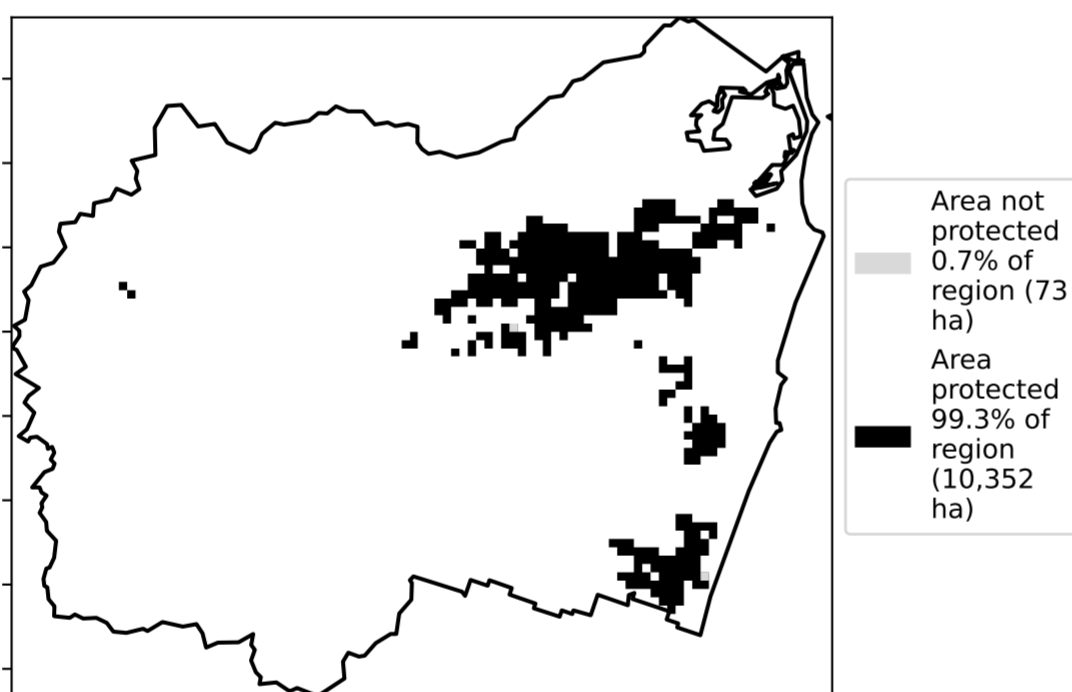 Area not
protected
0.7% of
region (73
ha)
Area
protected
99.3% of
region
(10,352
ha)